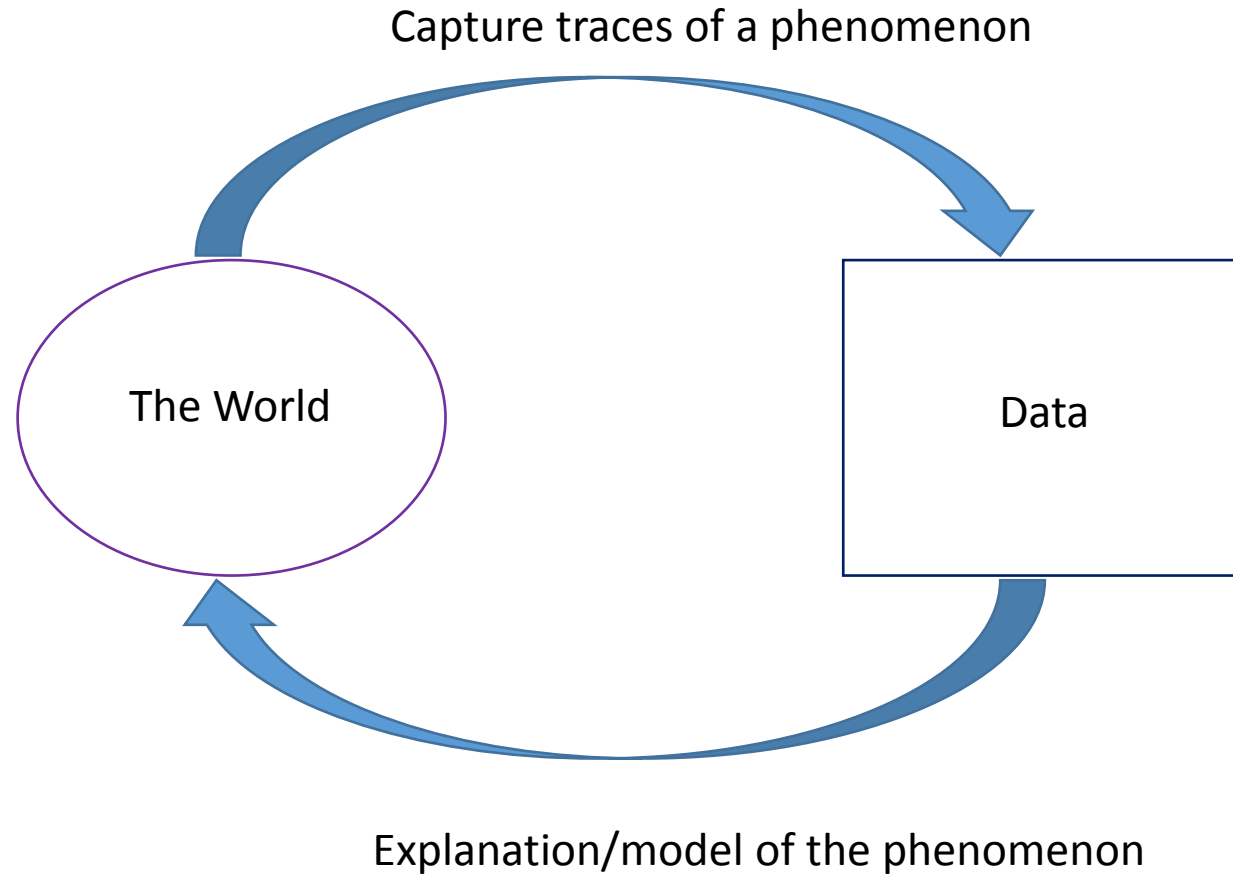 Capture traces of a phenomenon
The World
Data
Explanation/model of the phenomenon